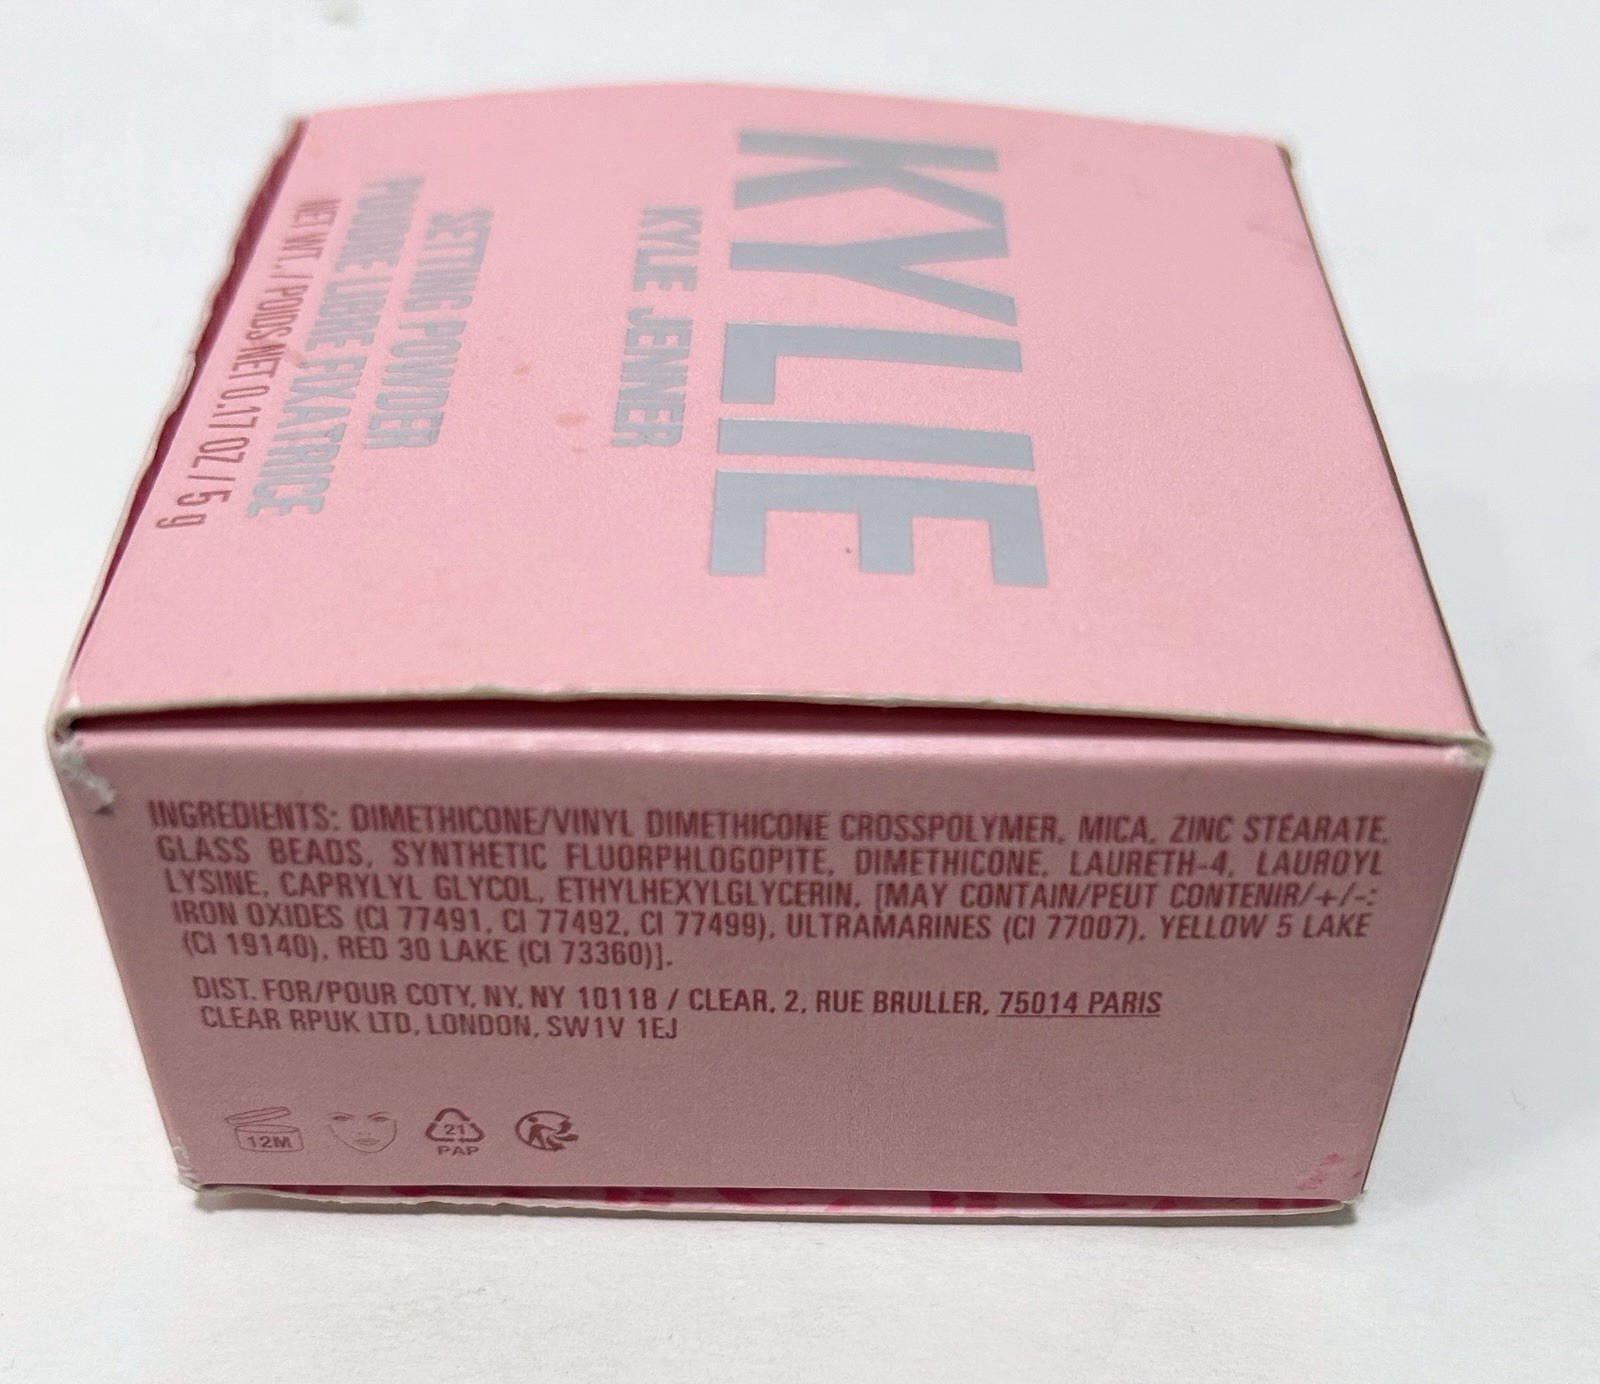 KYLIE
KYLIE JENNER
SETTING POWDER
POUDRE LIBRE FIXATRICE
NET WT. / POIDS NET 0.17 OZ / 5 g
INGREDIENTS: DIMETHICONE/VINYL DIMETHICONE CROSSPOLYMER, MICA, ZINC STEARATE,
GLASS BEADS, SYNTHETIC FLUORPHLOGOPITE, DIMETHICONE, LAURETH-4, LAUROYL
LYSINE, CAPRYLYL GLYCOL, ETHYLHEXYLGLYCERIN, [MAY CONTAIN/PEUT CONTENIR/+/-:
IRON OXIDES (CI 77491, CI 77492, CI 77499), ULTRAMARINES (CI 77007), YELLOW 5 LAKE
(CI 19140), RED 30 LAKE (CI 73360)].
DIST. FOR/POUR COTY, NY, NY 10118 / CLEAR, 2, RUE BRULLER, 75014 PARIS
CLEAR RPUK LTD, LONDON, SW1V 1EJ
12M
21
PAP